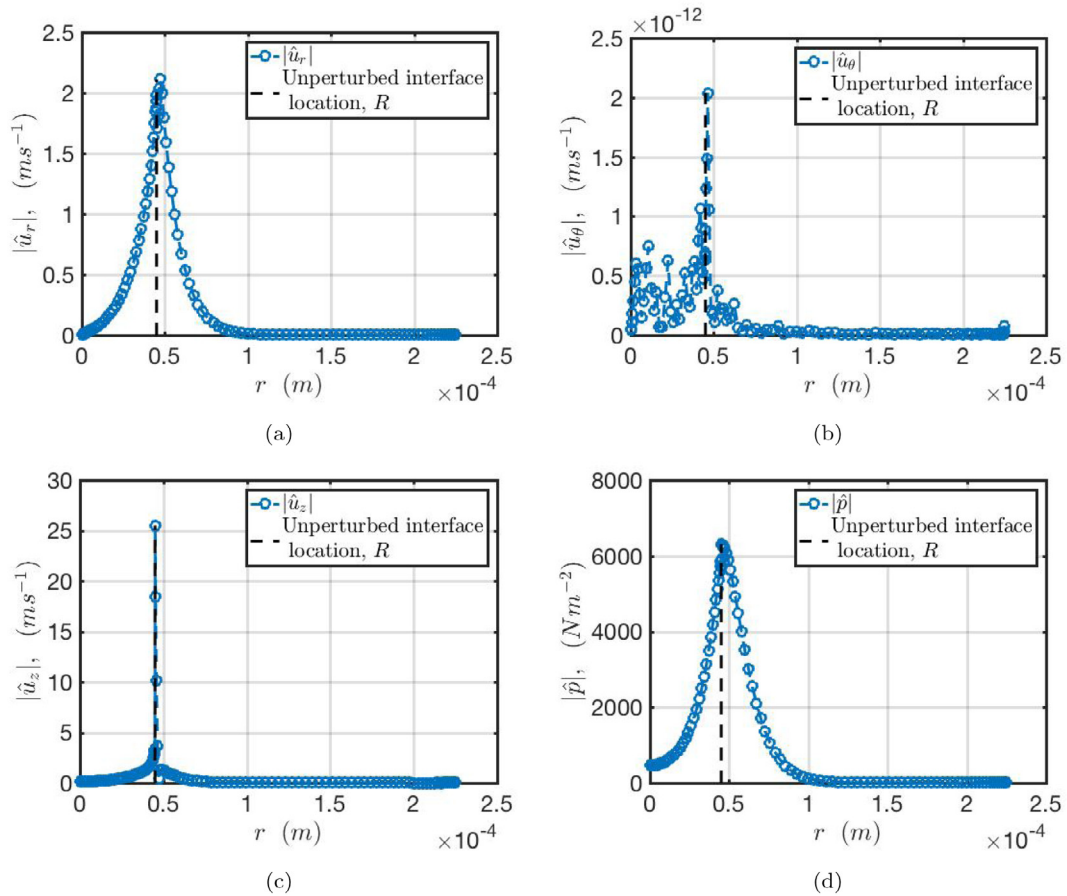 2.5
2
1.5
1
0.5
0
|û_r|, (ms⁻¹)
|û_r|
Unperturbed interface
location, R
0 0.5 1 1.5 2 2.5
r (m) ×10⁻⁴
(a)
×10⁻¹²
2.5
2
1.5
1
0.5
0
|û_θ|, (ms⁻¹)
|û_θ|
Unperturbed interface
location, R
0 0.5 1 1.5 2 2.5
r (m) ×10⁻⁴
(b)
30
25
20
15
10
5
0
|û_z|, (ms⁻¹)
|û_z|
Unperturbed interface
location, R
0 0.5 1 1.5 2 2.5
r (m) ×10⁻⁴
(c)
8000
6000
4000
2000
0
|p̂|, (Nm⁻²)
|p̂|
Unperturbed interface
location, R
0 0.5 1 1.5 2 2.5
r (m) ×10⁻⁴
(d)